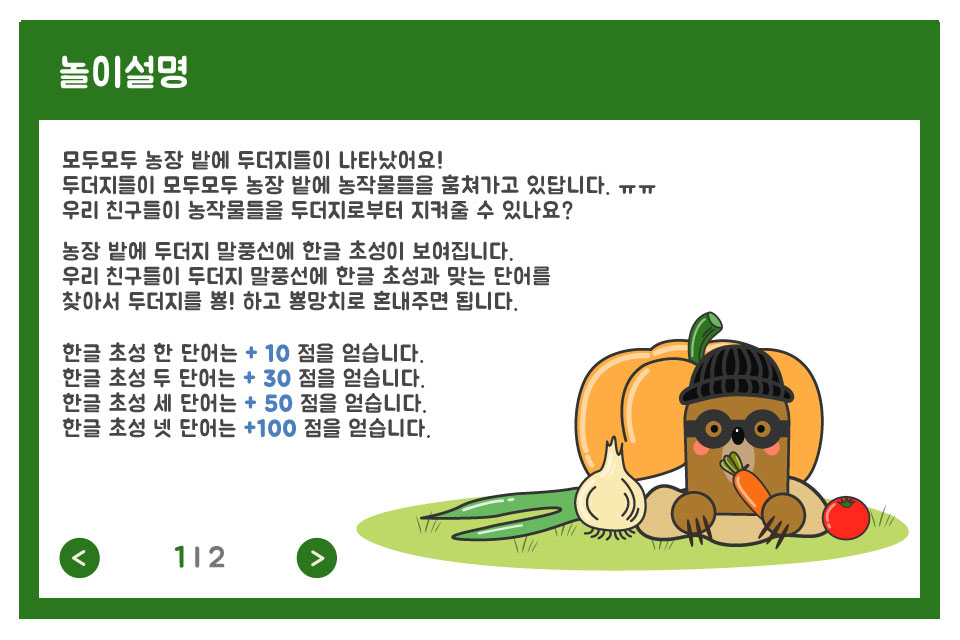 놀이설명
모두모두 농장 밭에 두더지들이 나타났어요!
두더지들이 모두모두 농장 밭에 농작물들을 훔쳐가고 있답니다. ㅠㅠ
우리 친구들이 농작물들을 두더지로부터 지켜줄 수 있나요?
농장 밭에 두더지 말풍선에 한글 초성이 보여집니다.
우리 친구들이 두더지 말풍선에 한글 초성과 맞는 단어를
찾아서 두더지를 뿅! 하고 뿅망치로 혼내주면 됩니다.
한글 초성 한 단어는 + 10 점을 얻습니다.
한글 초성 두 단어는 + 30 점을 얻습니다.
한글 초성 세 단어는 + 50 점을 얻습니다.
한글 초성 넷 단어는 +100 점을 얻습니다.
< 1 | 2 >